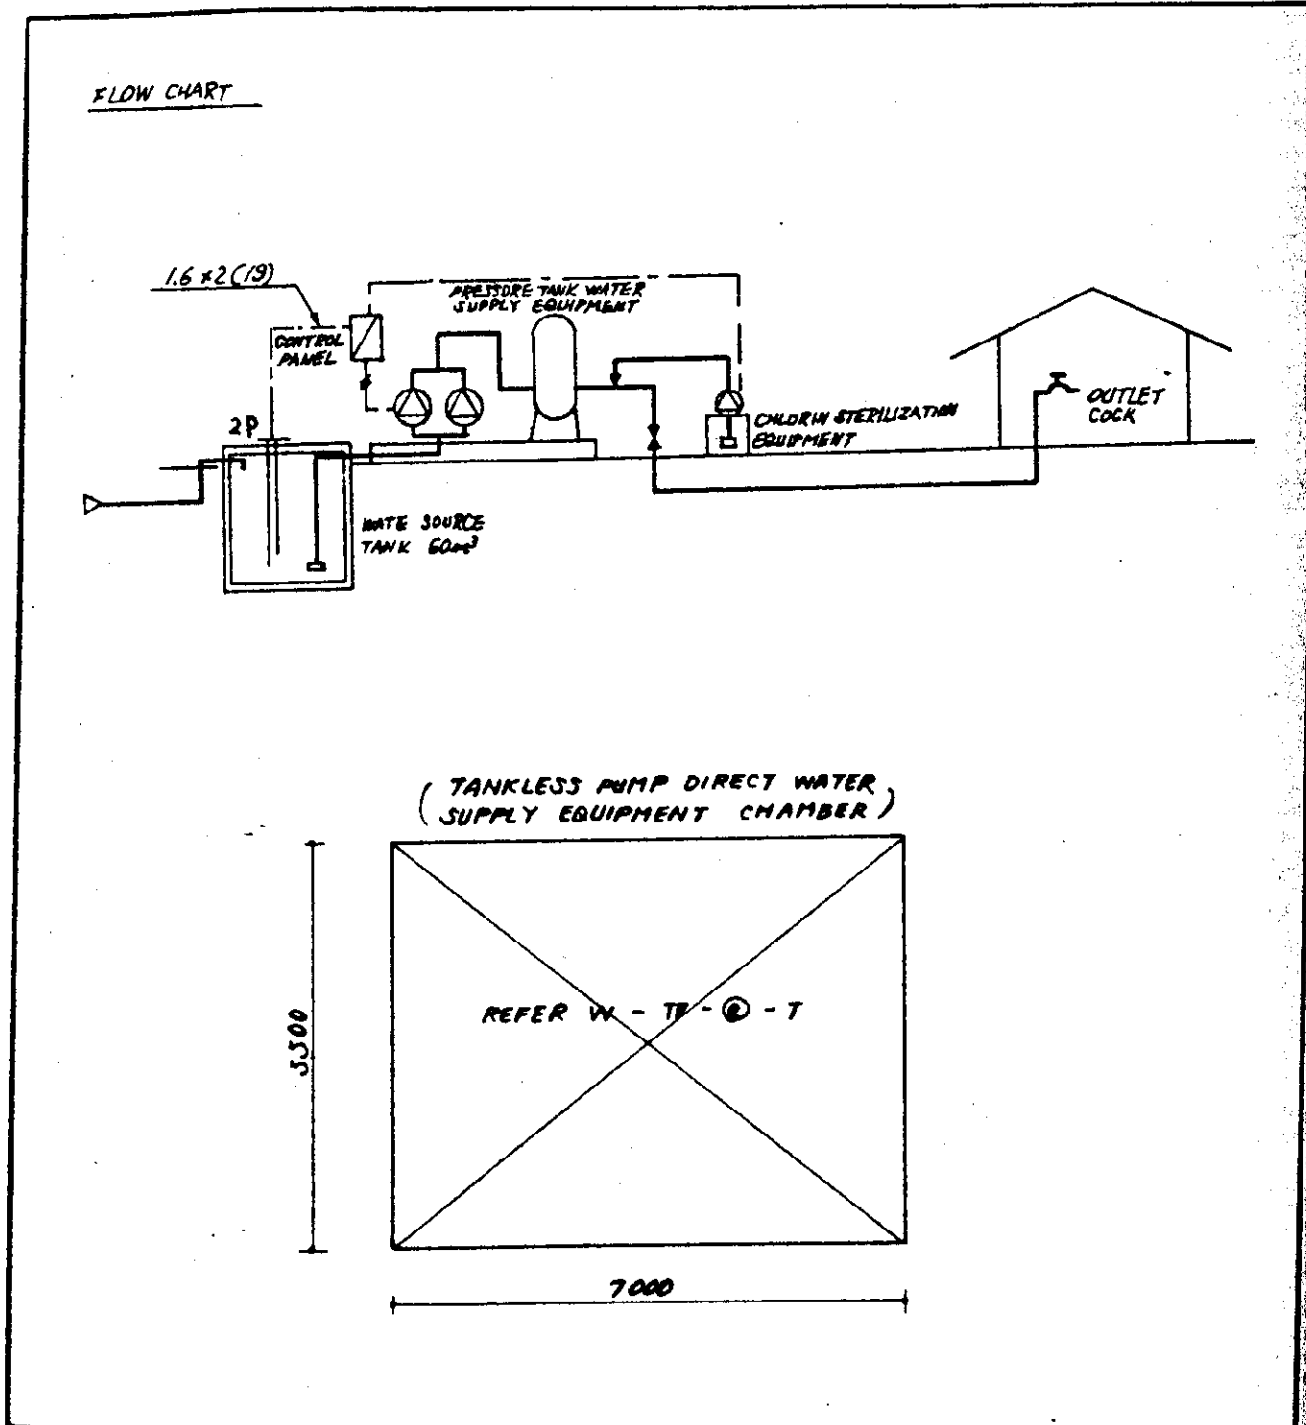 FLOW CHART
1.6 × 2 (19)
PRESSURE TANK WATER
SUPPLY EQUIPMENT
CONTROL
PANEL
2P
OUTLET
COCK
CHLORIN STERILIZATION
EQUIPMENT
WATE SOURCE
TANK 60m³
( TANKLESS PUMP DIRECT WATER
SUPPLY EQUIPMENT CHAMBER )
REFER W - TP - - T
5500
7000